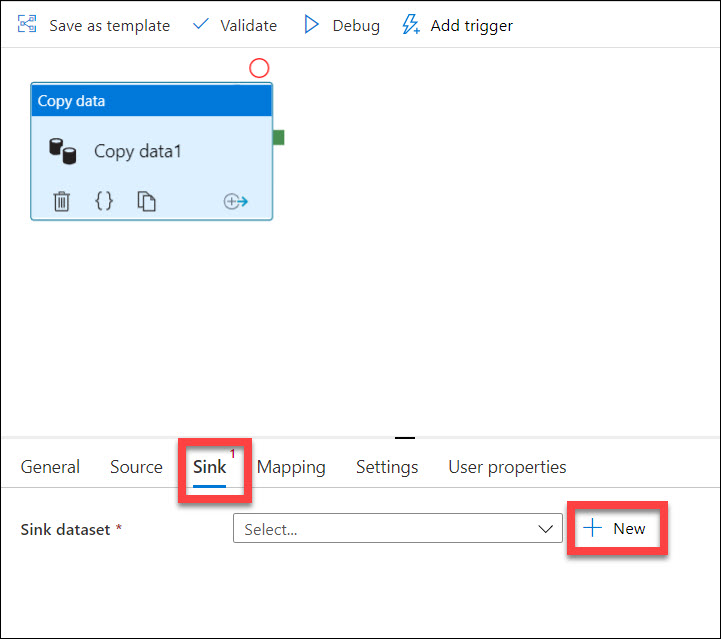 Save as template Validate Debug Add trigger
Copy data
Copy data1
{}
General Source Sink 1 Mapping Settings User properties
Sink dataset * Select... New